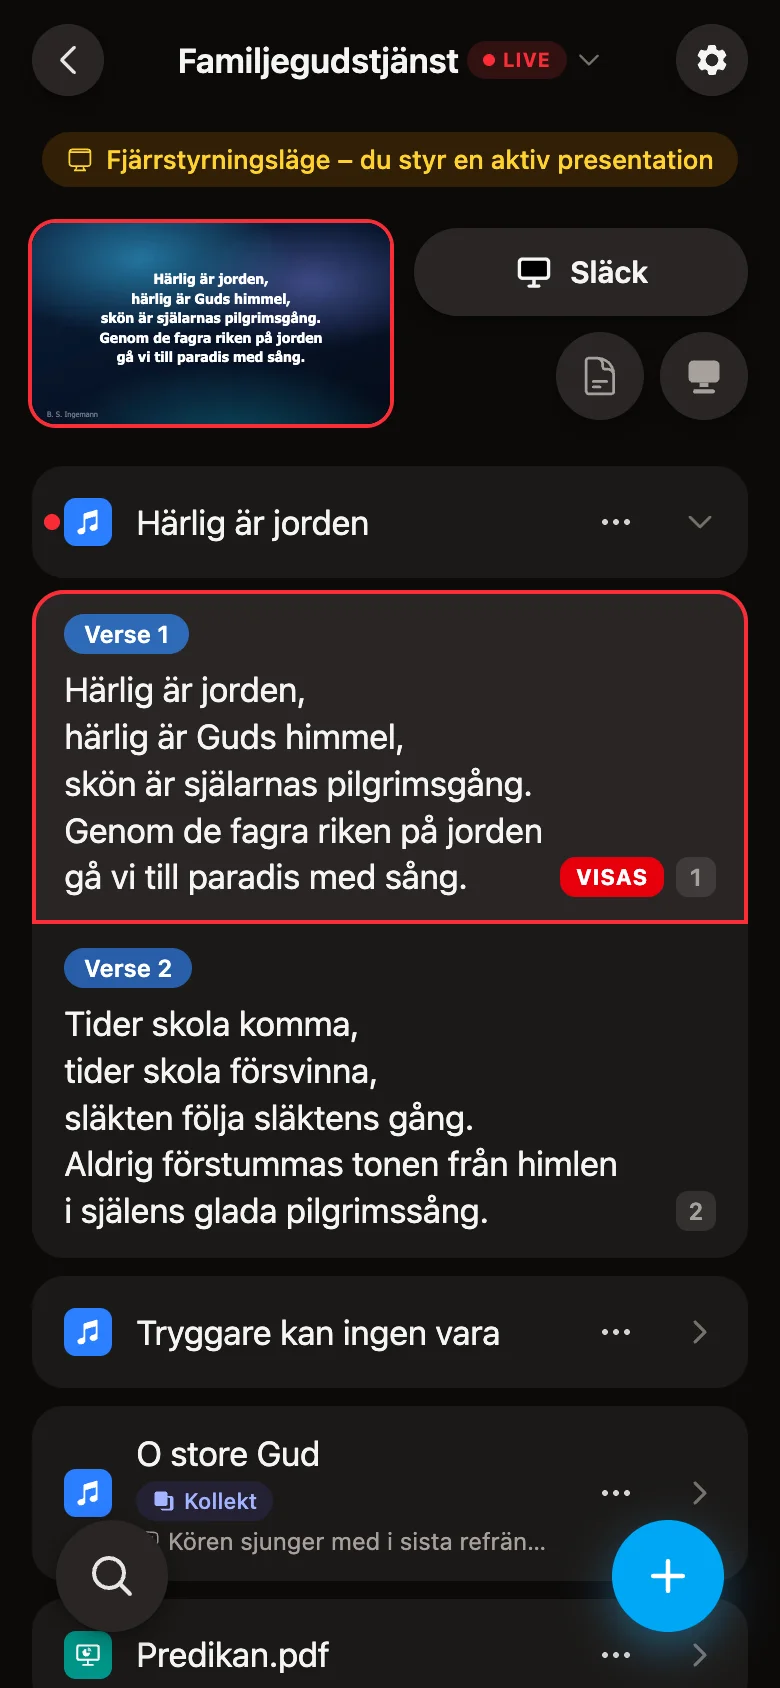 Familjegudstjänst LIVE
Fjärrstyrningsläge – du styr en aktiv presentation
Härlig är jorden,
härlig är Guds himmel,
skön är själarnas pilgrimsgång.
Genom de fagra riken på jorden
gå vi till paradis med sång.
B. S. Ingemann
Släck
Härlig är jorden
Verse 1
Härlig är jorden,
härlig är Guds himmel,
skön är själarnas pilgrimsgång.
Genom de fagra riken på jorden
gå vi till paradis med sång.
VISAS 1
Verse 2
Tider skola komma,
tider skola försvinna,
släkten följa släktens gång.
Aldrig förstummas tonen från himlen
i själens glada pilgrimssång.
2
Tryggare kan ingen vara
O store Gud
Kollekt
Kören sjunger med i sista refrän...
Predikan.pdf